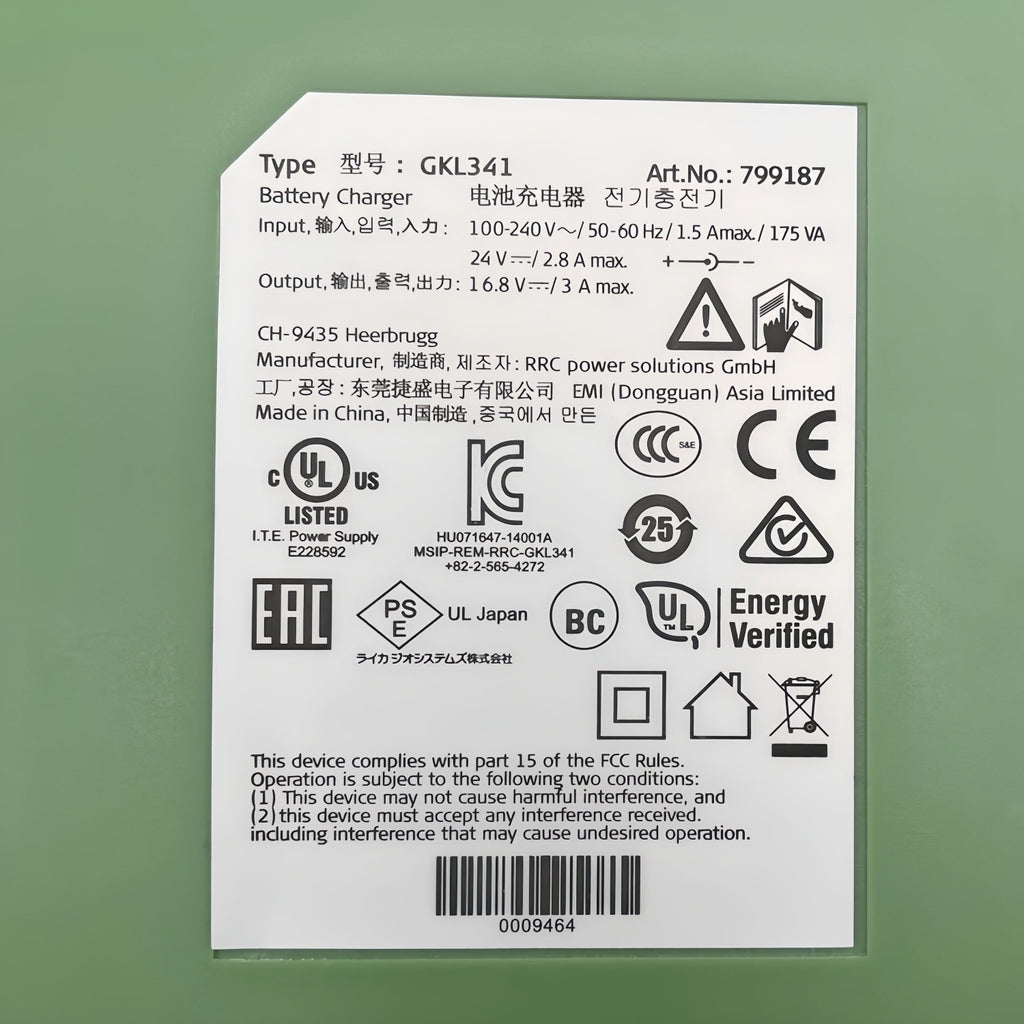 Type 型号 : GKL341 Art.No.: 799187
Battery Charger 电池充电器 전기충전기
Input, 输入, 입력, 入力 : 100-240 V～/ 50-60 Hz / 1.5 Amax. / 175 VA
24 V ⎓/ 2.8 A max. + −
Output, 输出, 출력, 出力 : 16.8 V⎓/ 3 A max.
CH-9435 Heerbrugg
Manufacturer, 制造商, 제조자 : RRC power solutions GmbH
工厂, 공장 : 东莞捷盛电子有限公司 EMI (Dongguan) Asia Limited
Made in China, 中国制造, 중국에서 만든
CCC S&E CE
C UL ® US
LISTED
I.T.E. Power Supply
E228592
KC
HU071647-14001A
MSIP-REM-RRC-GKL341
+82-2-565-4272
25
EAC
PS
E
UL Japan
ライカ ジオシステムズ株式会社
BC
UL ™ Energy
Verified
This device complies with part 15 of the FCC Rules.
Operation is subject to the following two conditions:
(1) This device may not cause harmful interference, and
(2) this device must accept any interference received.
including interference that may cause undesired operation.
0009464